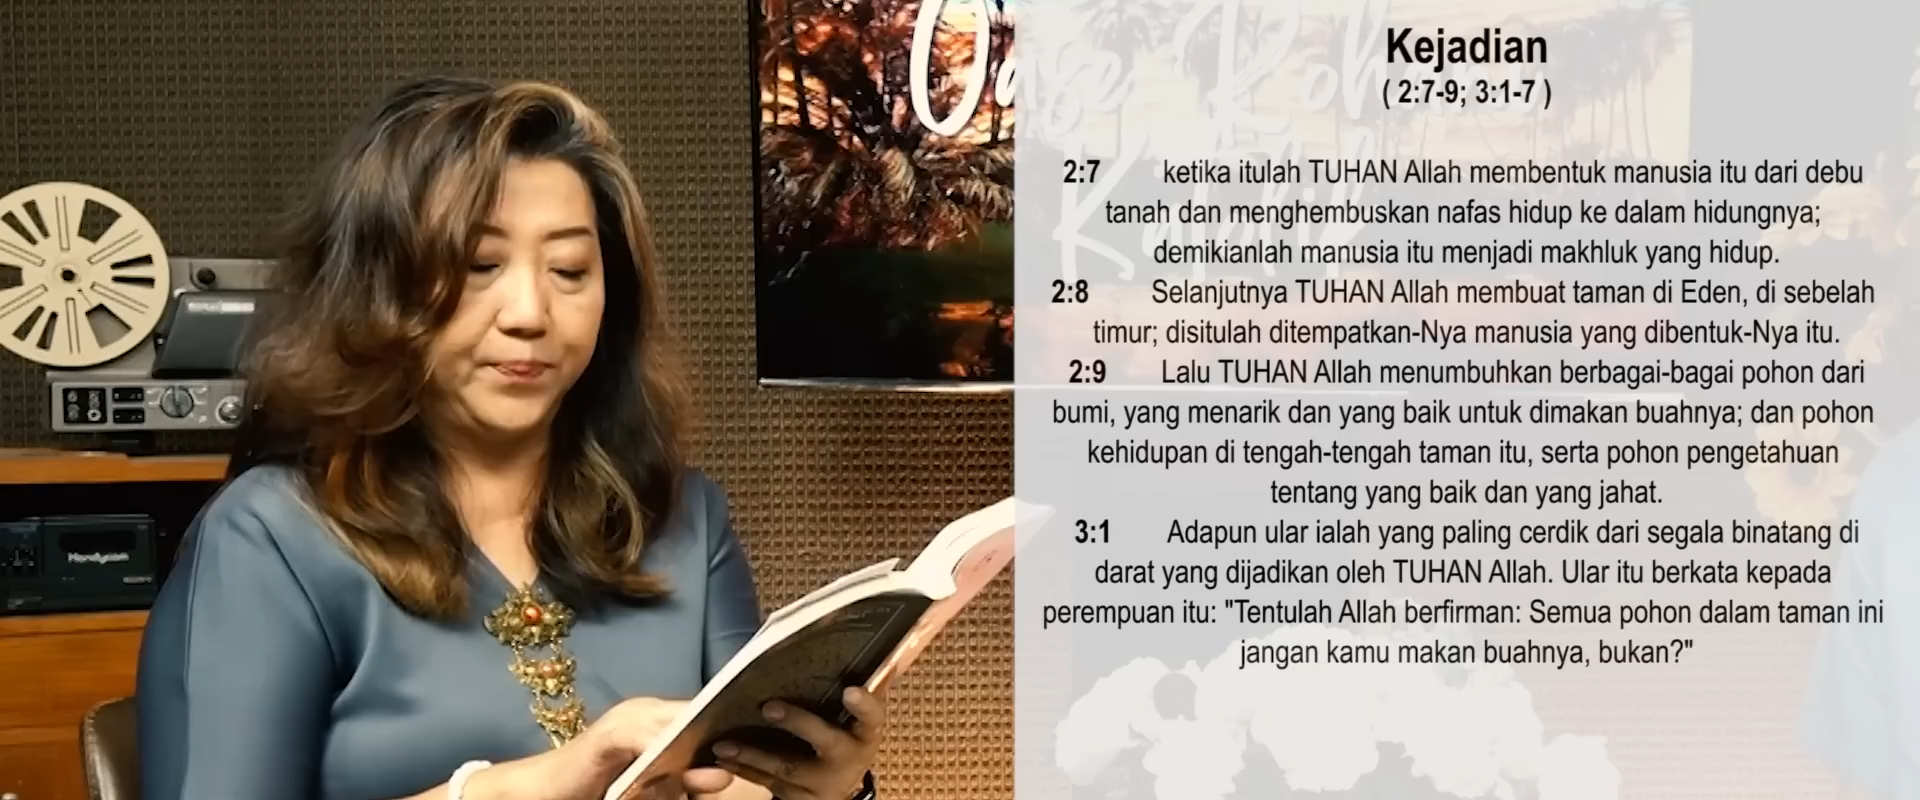 Oase Rohani
Katolik
Handycam
Kejadian
( 2:7-9; 3:1-7 )
2:7 ketika itulah TUHAN Allah membentuk manusia itu dari debu
tanah dan menghembuskan nafas hidup ke dalam hidungnya;
demikianlah manusia itu menjadi makhluk yang hidup.
2:8 Selanjutnya TUHAN Allah membuat taman di Eden, di sebelah
timur; disitulah ditempatkan-Nya manusia yang dibentuk-Nya itu.
2:9 Lalu TUHAN Allah menumbuhkan berbagai-bagai pohon dari
bumi, yang menarik dan yang baik untuk dimakan buahnya; dan pohon
kehidupan di tengah-tengah taman itu, serta pohon pengetahuan
tentang yang baik dan yang jahat.
3:1 Adapun ular ialah yang paling cerdik dari segala binatang di
darat yang dijadikan oleh TUHAN Allah. Ular itu berkata kepada
perempuan itu: "Tentulah Allah berfirman: Semua pohon dalam taman ini
jangan kamu makan buahnya, bukan?"